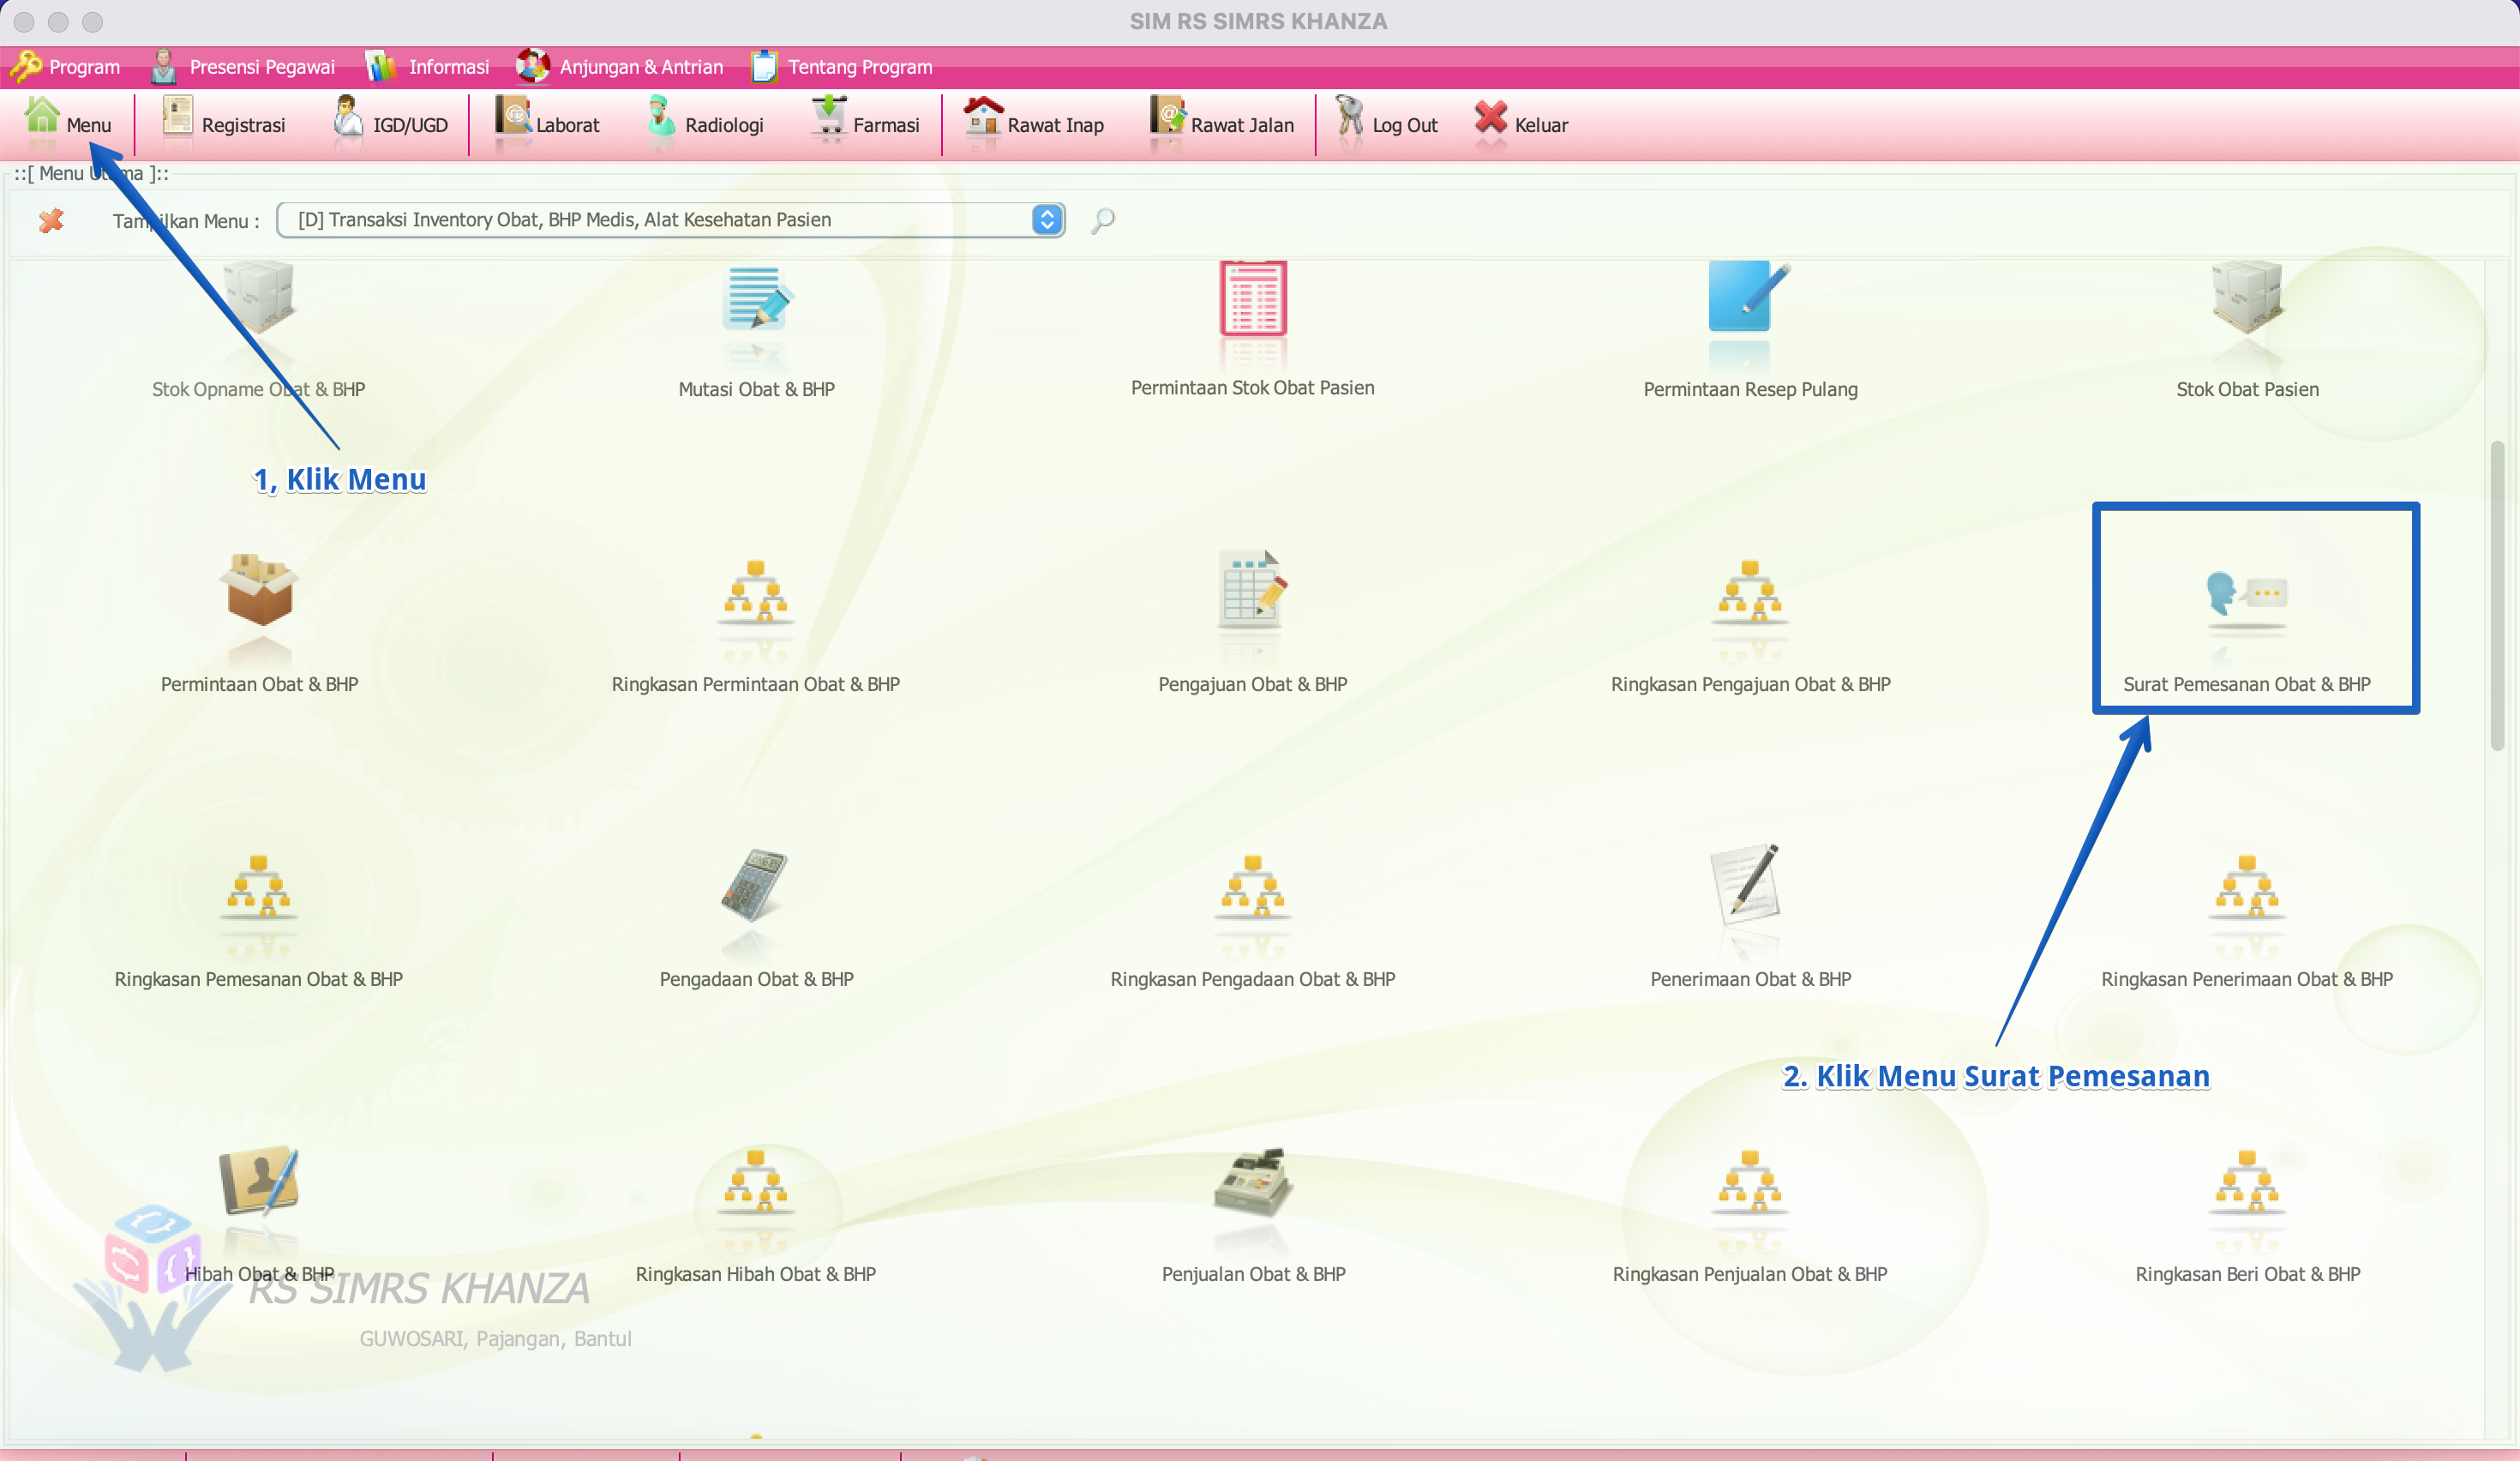 SIM RS SIMRS KHANZA
Program Presensi Pegawai Informasi Anjungan & Antrian Tentang Program
Menu Registrasi IGD/UGD Laborat Radiologi Farmasi Rawat Inap Rawat Jalan Log Out Keluar
::[ Menu Utama ]::
Tampilkan Menu : [D] Transaksi Inventory Obat, BHP Medis, Alat Kesehatan Pasien
Stok Opname Obat & BHP Mutasi Obat & BHP Permintaan Stok Obat Pasien Permintaan Resep Pulang Stok Obat Pasien
1, Klik Menu
Permintaan Obat & BHP Ringkasan Permintaan Obat & BHP Pengajuan Obat & BHP Ringkasan Pengajuan Obat & BHP Surat Pemesanan Obat & BHP
Ringkasan Pemesanan Obat & BHP Pengadaan Obat & BHP Ringkasan Pengadaan Obat & BHP Penerimaan Obat & BHP Ringkasan Penerimaan Obat & BHP
2. Klik Menu Surat Pemesanan
Hibah Obat & BHP Ringkasan Hibah Obat & BHP Penjualan Obat & BHP Ringkasan Penjualan Obat & BHP Ringkasan Beri Obat & BHP
RS SIMRS KHANZA
GUWOSARI, Pajangan, Bantul